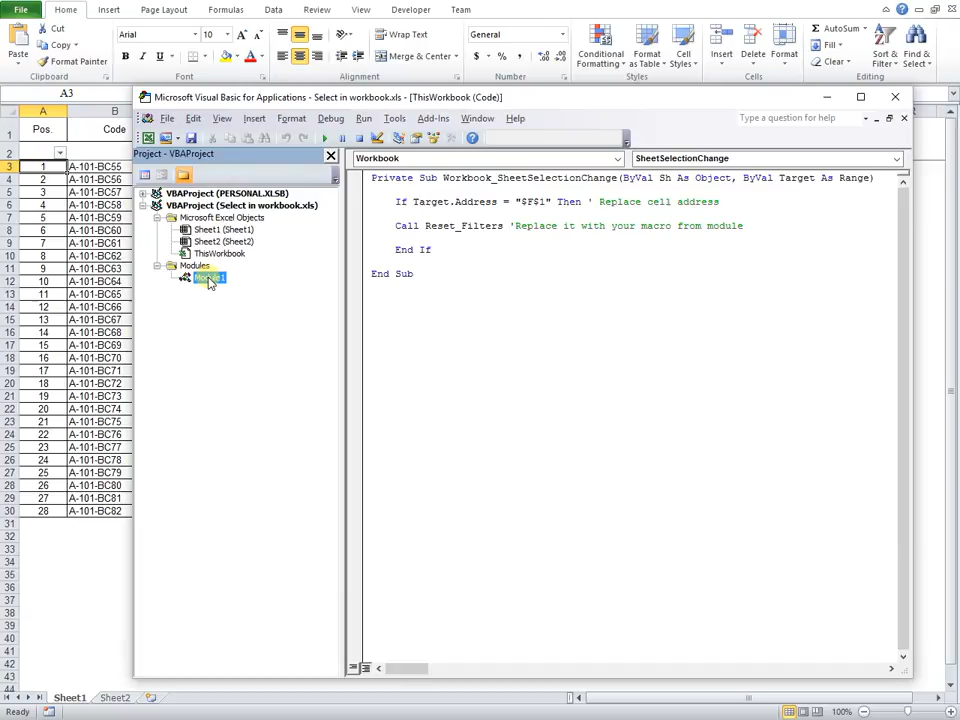 File Home Insert Page Layout Formulas Data Review View Developer Team
Cut Arial 10 Wrap Text General AutoSum
Copy Fill
Paste Format Painter Merge & Center $ % , Conditional Formatting Format as Table Cell Styles Insert Delete Format Clear Sort & Filter Find & Select
Clipboard Font Alignment Number Styles Cells Editing
A3
Microsoft Visual Basic for Applications - Select in workbook.xls - [ThisWorkbook (Code)]
File Edit View Insert Format Debug Run Tools Add-Ins Window Help Type a question for help
Project - VBAProject
VBAProject (PERSONAL.XLSB)
VBAProject (Select in workbook.xls)
Microsoft Excel Objects
Sheet1 (Sheet1)
Sheet2 (Sheet2)
ThisWorkbook
Modules
Module1
Workbook SheetSelectionChange
Private Sub Workbook_SheetSelectionChange(ByVal Sh As Object, ByVal Target As Range)
If Target.Address = "$F$1" Then ' Replace cell address
Call Reset_Filters 'Replace it with your macro from module
End If
End Sub
A B
1 Pos. Code
2
3 1 A-101-BC55
4 2 A-101-BC56
5 3 A-101-BC57
6 4 A-101-BC58
7 5 A-101-BC59
8 6 A-101-BC60
9 7 A-101-BC61
10 8 A-101-BC62
11 9 A-101-BC63
12 10 A-101-BC64
13 11 A-101-BC65
14 12 A-101-BC66
15 13 A-101-BC67
16 14 A-101-BC68
17 15 A-101-BC69
18 16 A-101-BC70
19 17 A-101-BC71
20 18 A-101-BC72
21 19 A-101-BC73
22 20 A-101-BC74
23 21 A-101-BC75
24 22 A-101-BC76
25 23 A-101-BC77
26 24 A-101-BC78
27 25 A-101-BC79
28 26 A-101-BC80
29 27 A-101-BC81
30 28 A-101-BC82
31
32
33
34
35
36
37
38
39
40
41
42
43
44
Sheet1 Sheet2
Ready 100%